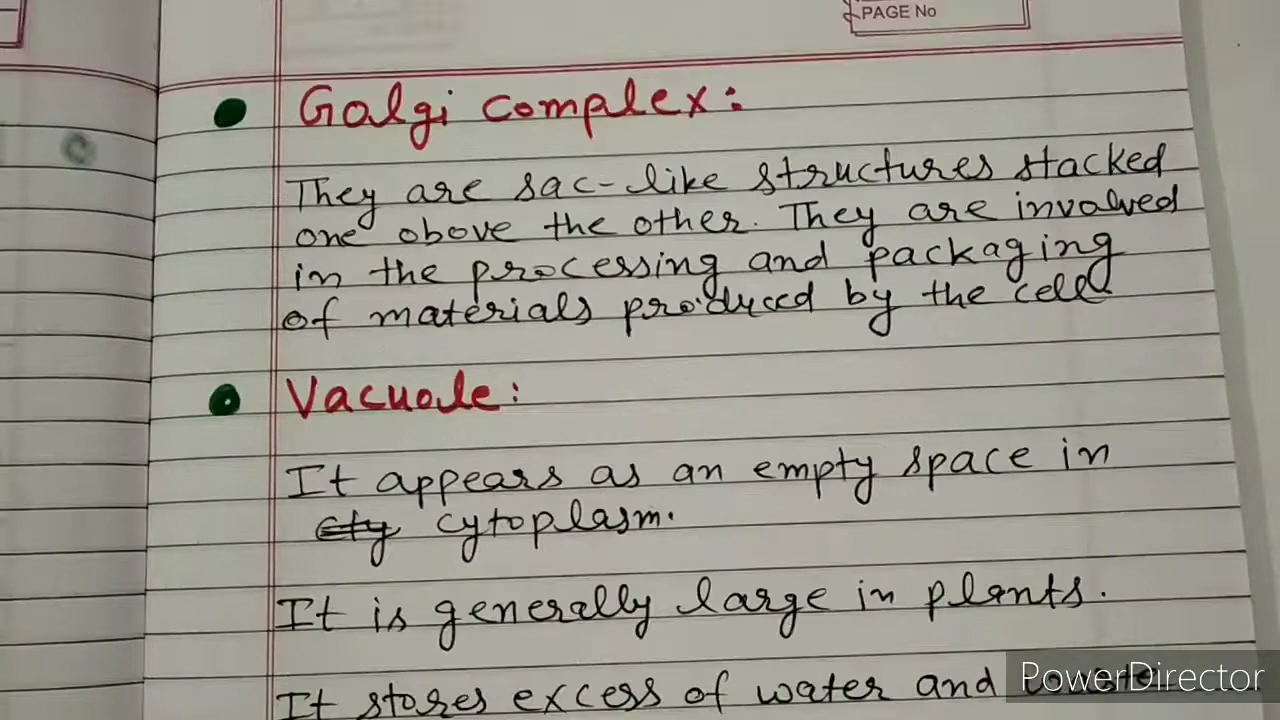 PAGE No
Golgi complex:
They are sac-like structures stacked
one above the other. They are involved
in the processing and packaging
of materials produced by the cell.
Vacuole:
It appears as an empty space in
cytoplasm.
It is generally large in plants.
It stores excess of water and
PowerDirector